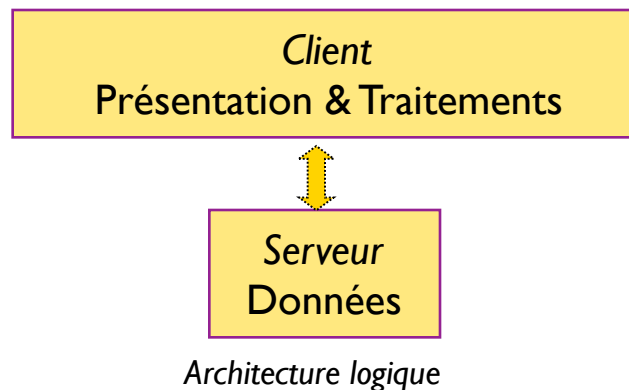 Client
Présentation & Traitements
Serveur
Données
Architecture logique